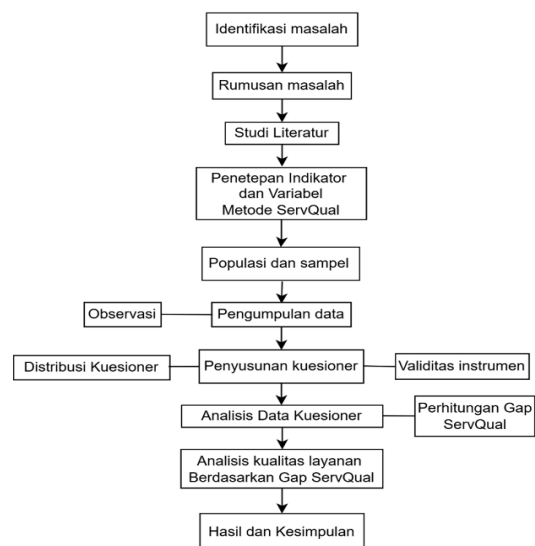 Identifikasi masalah
Rumusan masalah
Studi Literatur
Penetepan Indikator
dan Variabel
Metode ServQual
Populasi dan sampel
Observasi
Pengumpulan data
Distribusi Kuesioner
Penyusunan kuesioner
Validitas instrumen
Analisis Data Kuesioner
Perhitungan Gap
ServQual
Analisis kualitas layanan
Berdasarkan Gap ServQual
Hasil dan Kesimpulan